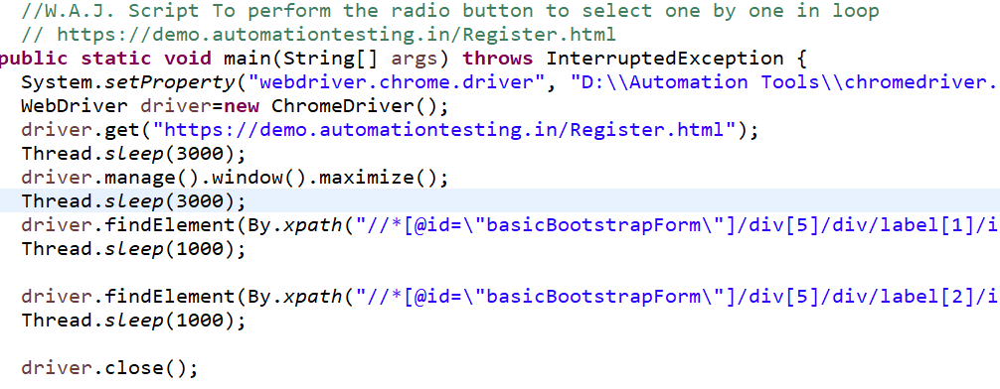 //W.A.J. Script To perform the radio button to select one by one in loop
// https://demo.automationtesting.in/Register.html
public static void main(String[] args) throws InterruptedException {
System.setProperty("webdriver.chrome.driver", "D:\\Automation Tools\\chromedriver.
WebDriver driver=new ChromeDriver();
driver.get("https://demo.automationtesting.in/Register.html");
Thread.sleep(3000);
driver.manage().window().maximize();
Thread.sleep(3000);
driver.findElement(By.xpath("//*[@id=\"basicBootstrapForm\"]/div[5]/div/label[1]/i
Thread.sleep(1000);
driver.findElement(By.xpath("//*[@id=\"basicBootstrapForm\"]/div[5]/div/label[2]/i
Thread.sleep(1000);
driver.close();